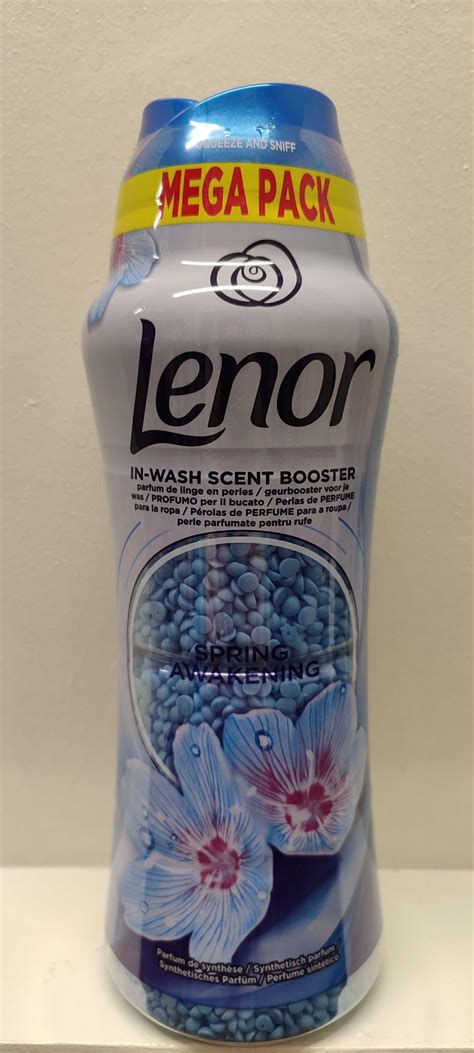 SQUEEZE AND SNIFF
MEGA PACK
Lenor
IN-WASH SCENT BOOSTER
parfum de linge en perles / geurbooster voor je
was / PROFUMO per il bucato / Perlas de PERFUME
para la ropa / Pérolas de PERFUME para a roupa /
perle parfumate pentru rufe
SPRING
AWAKENING
Parfum de synthèse / Synthetisch parfum /
Synthetisches Parfüm / Perfume sintético